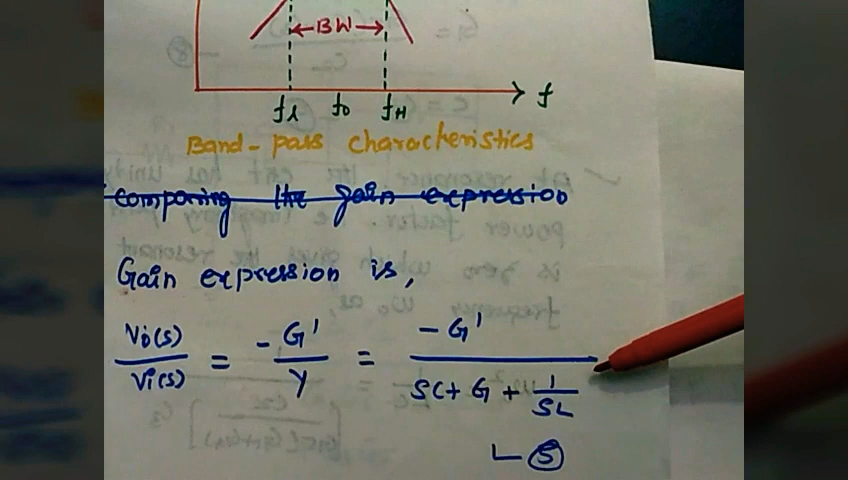 BW
fl fo fH f
Band-pass characteristics
comparing the gain expression
Gain expression is,
Vo(s)/Vi(s) = -G'/Y = -G'/(SC+G+1/SL)
5